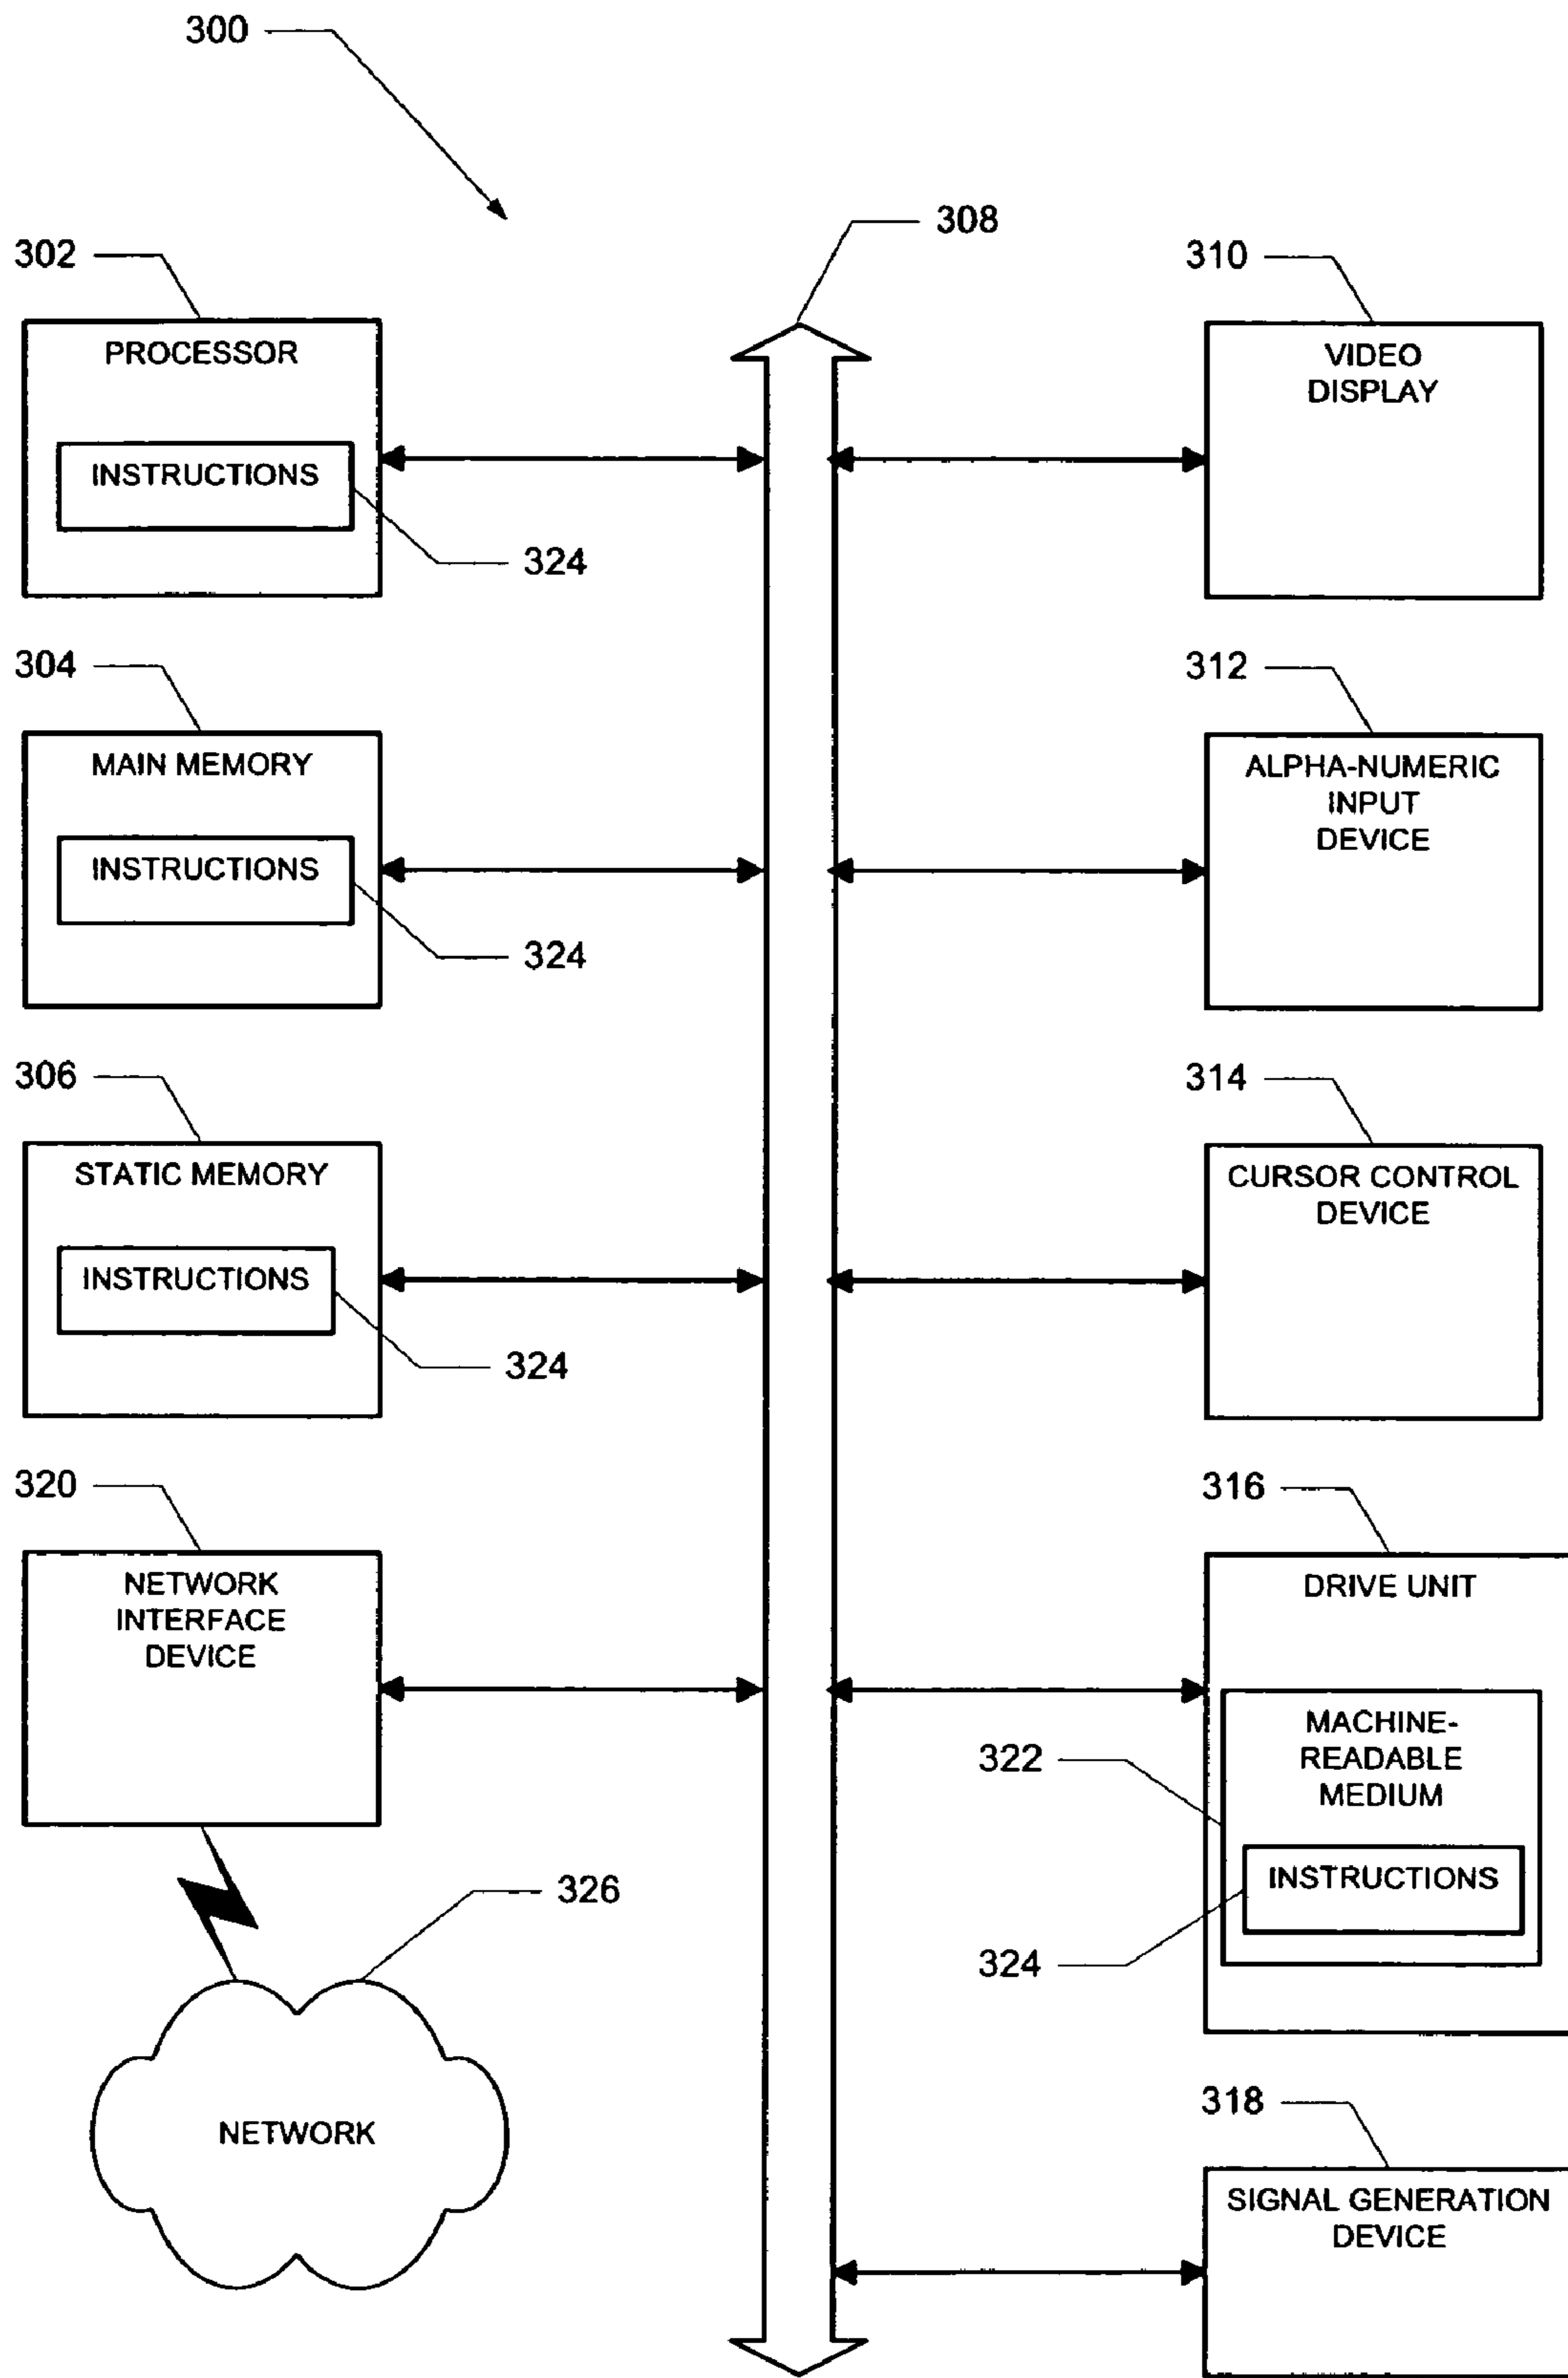 300
308
302
PROCESSOR
INSTRUCTIONS
324
310
VIDEO
DISPLAY
304
MAIN MEMORY
INSTRUCTIONS
324
312
ALPHA-NUMERIC
INPUT
DEVICE
306
STATIC MEMORY
INSTRUCTIONS
324
314
CURSOR CONTROL
DEVICE
320
NETWORK
INTERFACE
DEVICE
316
DRIVE UNIT
322
MACHINE-
READABLE
MEDIUM
INSTRUCTIONS
324
326
NETWORK
318
SIGNAL GENERATION
DEVICE